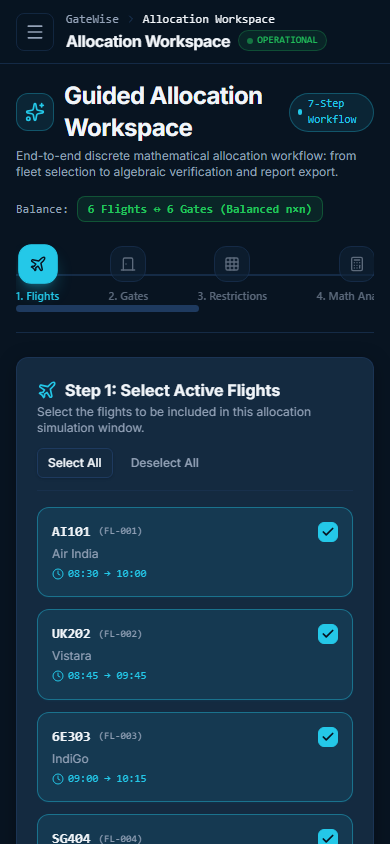 GateWise > Allocation Workspace
Allocation Workspace
OPERATIONAL
Guided Allocation
Workspace
7-Step
Workflow
End-to-end discrete mathematical allocation workflow: from
fleet selection to algebraic verification and report export.
Balance: 6 Flights ↔ 6 Gates (Balanced n×n)
1. Flights
2. Gates
3. Restrictions
4. Math Ana
Step 1: Select Active Flights
Select the flights to be included in this allocation
simulation window.
Select All
Deselect All
AI101 (FL-001)
Air India
08:30 → 10:00
UK202 (FL-002)
Vistara
08:45 → 09:45
6E303 (FL-003)
IndiGo
09:00 → 10:15
SG404 (FL-004)